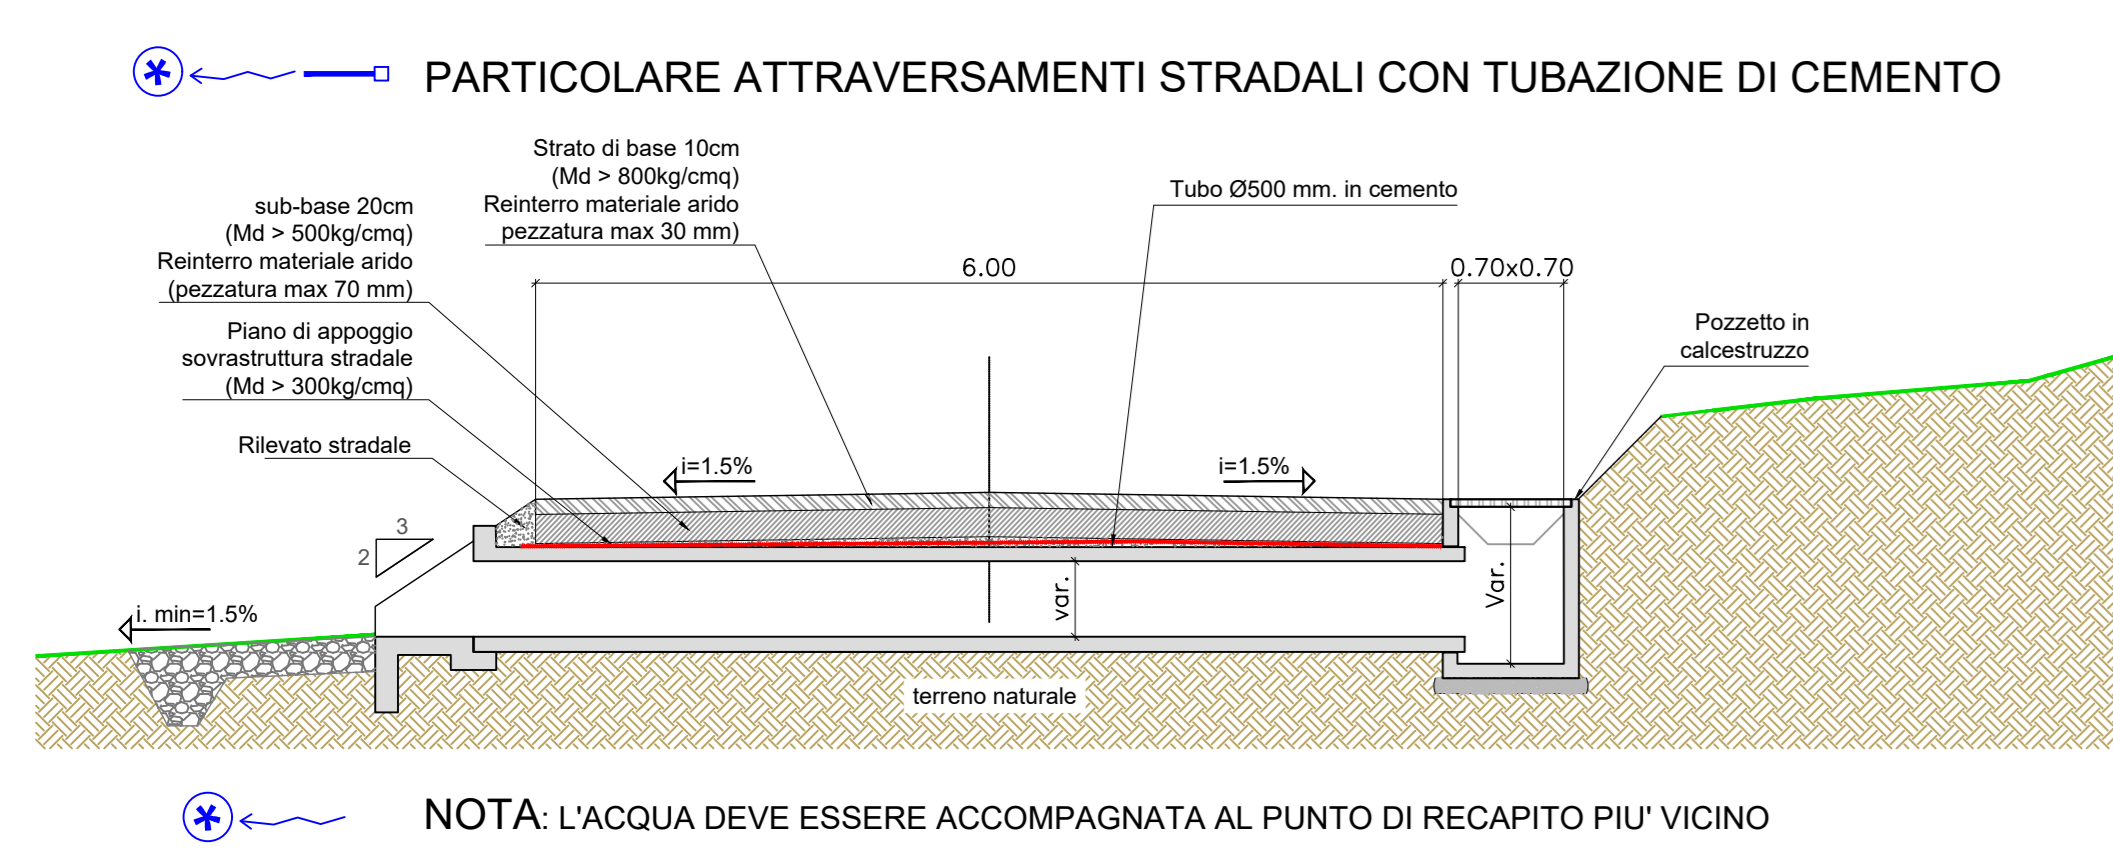 PARTICOLARE ATTRAVERSAMENTI STRADALI CON TUBAZIONE DI CEMENTO
Strato di base 10cm
(Md > 800kg/cmq)
Reinterro materiale arido
pezzatura max 30 mm)
sub-base 20cm
(Md > 500kg/cmq)
Reinterro materiale arido
(pezzatura max 70 mm)
Piano di appoggio
sovrastruttura stradale
(Md > 300kg/cmq)
Rilevato stradale
Tubo Ø500 mm. in cemento
6.00
0.70x0.70
Pozzetto in
calcestruzzo
i=1.5%
i=1.5%
3
2
var.
Var.
i. min=1.5%
terreno naturale
NOTA: L'ACQUA DEVE ESSERE ACCOMPAGNATA AL PUNTO DI RECAPITO PIU' VICINO